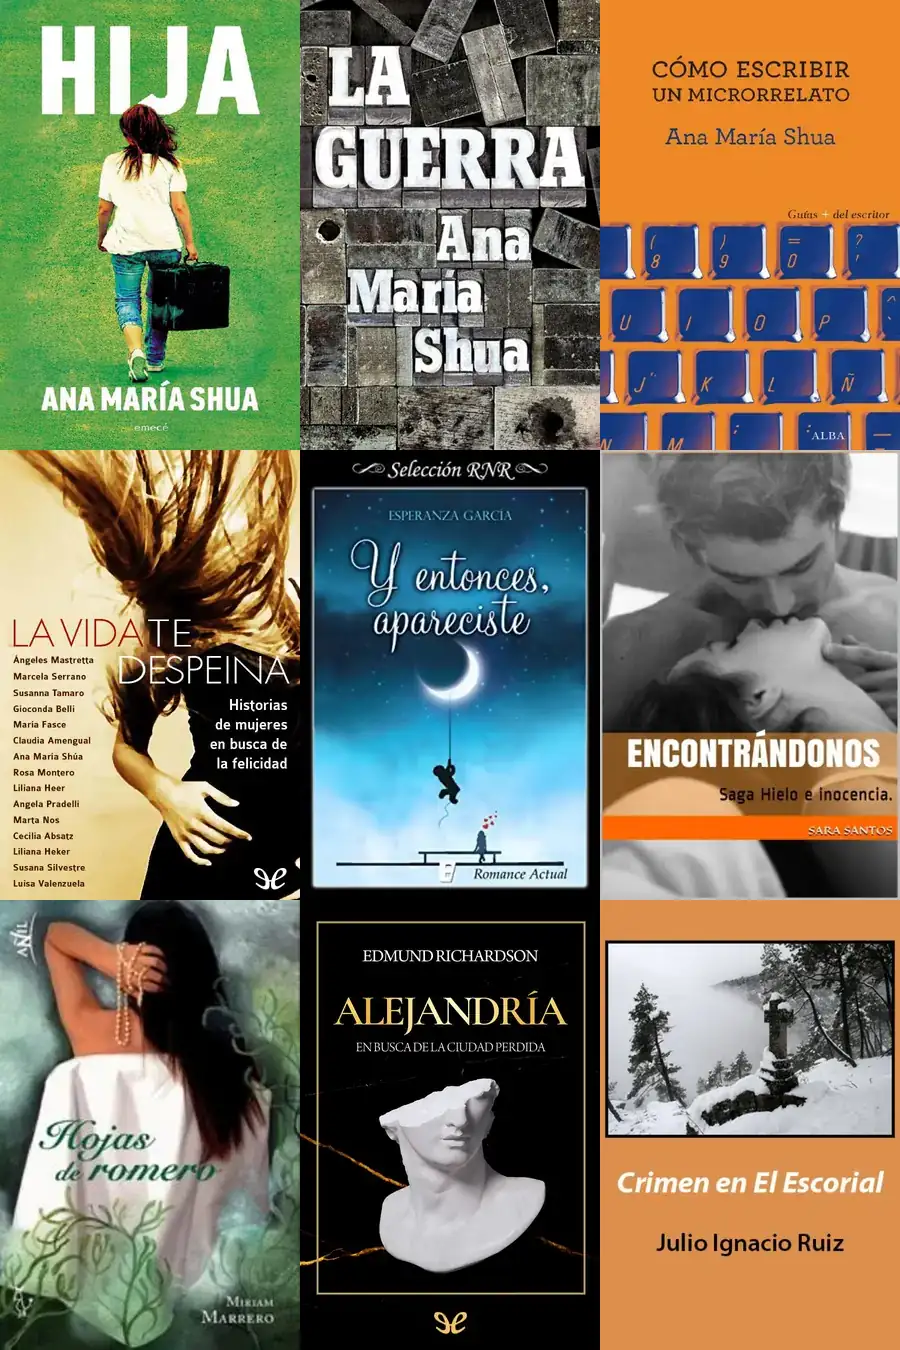 HIJA
ANA MARÍA SHUA
emecé
LA
GUERRA
Ana
María
Shua
CÓMO ESCRIBIR
UN MICRORRELATO
Ana María Shua
Guías + del escritor
( 8
) 9
= 0
? '
U I O P
J K L Ñ
N M
ALBA
LA VIDA TE
DESPEINA
Ángeles Mastretta
Marcela Serrano
Susanna Tamaro
Gioconda Belli
Maria Fasce
Claudia Amengual
Ana María Shúa
Rosa Montero
Liliana Heer
Angela Pradelli
Marta Nos
Cecilia Absatz
Liliana Heker
Susana Silvestre
Luisa Valenzuela
Historias
de mujeres
en busca de
la felicidad
Selección RNR
ESPERANZA GARCÍA
Y entonces,
apareciste
B
Romance Actual
ENCONTRÁNDONOS
Saga Hielo e inocencia.
SARA SANTOS
AÑIL
Hojas
de romero
MIRIAM
MARRERO
EDMUND RICHARDSON
ALEJANDRÍA
EN BUSCA DE LA CIUDAD PERDIDA
Crimen en El Escorial
Julio Ignacio Ruiz